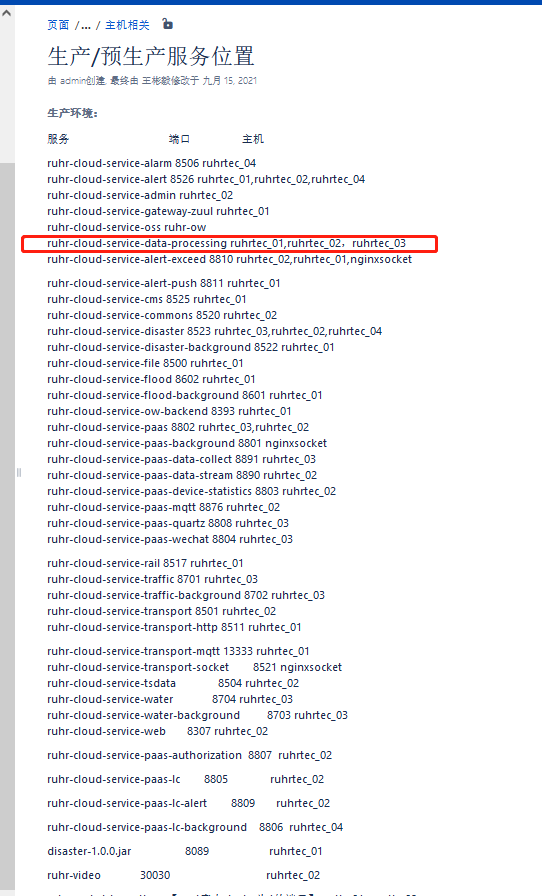 页面 /… / 主机相关
生产/预生产服务位置
由 admin创建, 最终由 王彬毅修改于 九月 15, 2021
生产环境：
服务 端口 主机
ruhr-cloud-service-alarm 8506 ruhrtec_04
ruhr-cloud-service-alert 8526 ruhrtec_01,ruhrtec_02,ruhrtec_04
ruhr-cloud-service-admin ruhrtec_02
ruhr-cloud-service-gateway-zuul ruhrtec_01
ruhr-cloud-service-oss ruhr-ow
ruhr-cloud-service-data-processing ruhrtec_01,ruhrtec_02，ruhrtec_03
ruhr-cloud-service-alert-exceed 8810 ruhrtec_02,ruhrtec_01,nginxsocket
ruhr-cloud-service-alert-push 8811 ruhrtec_01
ruhr-cloud-service-cms 8525 ruhrtec_01
ruhr-cloud-service-commons 8520 ruhrtec_02
ruhr-cloud-service-disaster 8523 ruhrtec_03,ruhrtec_02,ruhrtec_04
ruhr-cloud-service-disaster-background 8522 ruhrtec_01
ruhr-cloud-service-file 8500 ruhrtec_01
ruhr-cloud-service-flood 8602 ruhrtec_01
ruhr-cloud-service-flood-background 8601 ruhrtec_01
ruhr-cloud-service-ow-backend 8393 ruhrtec_01
ruhr-cloud-service-paas 8802 ruhrtec_03,ruhrtec_02
ruhr-cloud-service-paas-background 8801 nginxsocket
ruhr-cloud-service-paas-data-collect 8891 ruhrtec_03
ruhr-cloud-service-paas-data-stream 8890 ruhrtec_02
ruhr-cloud-service-paas-device-statistics 8803 ruhrtec_02
ruhr-cloud-service-paas-mqtt 8876 ruhrtec_02
ruhr-cloud-service-paas-quartz 8808 ruhrtec_03
ruhr-cloud-service-paas-wechat 8804 ruhrtec_03
ruhr-cloud-service-rail 8517 ruhrtec_01
ruhr-cloud-service-traffic 8701 ruhrtec_03
ruhr-cloud-service-traffic-background 8702 ruhrtec_03
ruhr-cloud-service-transport 8501 ruhrtec_02
ruhr-cloud-service-transport-http 8511 ruhrtec_01
ruhr-cloud-service-transport-mqtt 13333 ruhrtec_01
ruhr-cloud-service-transport-socket 8521 nginxsocket
ruhr-cloud-service-tsdata 8504 ruhrtec_02
ruhr-cloud-service-water 8704 ruhrtec_03
ruhr-cloud-service-water-background 8703 ruhrtec_03
ruhr-cloud-service-web 8307 ruhrtec_02
ruhr-cloud-service-paas-authorization 8807 ruhrtec_02
ruhr-cloud-service-paas-lc 8805 ruhrtec_02
ruhr-cloud-service-paas-lc-alert 8809 ruhrtec_02
ruhr-cloud-service-paas-lc-background 8806 ruhrtec_04
disaster-1.0.0.jar 8089 ruhrtec_01
ruhr-video 30030 ruhrtec_02